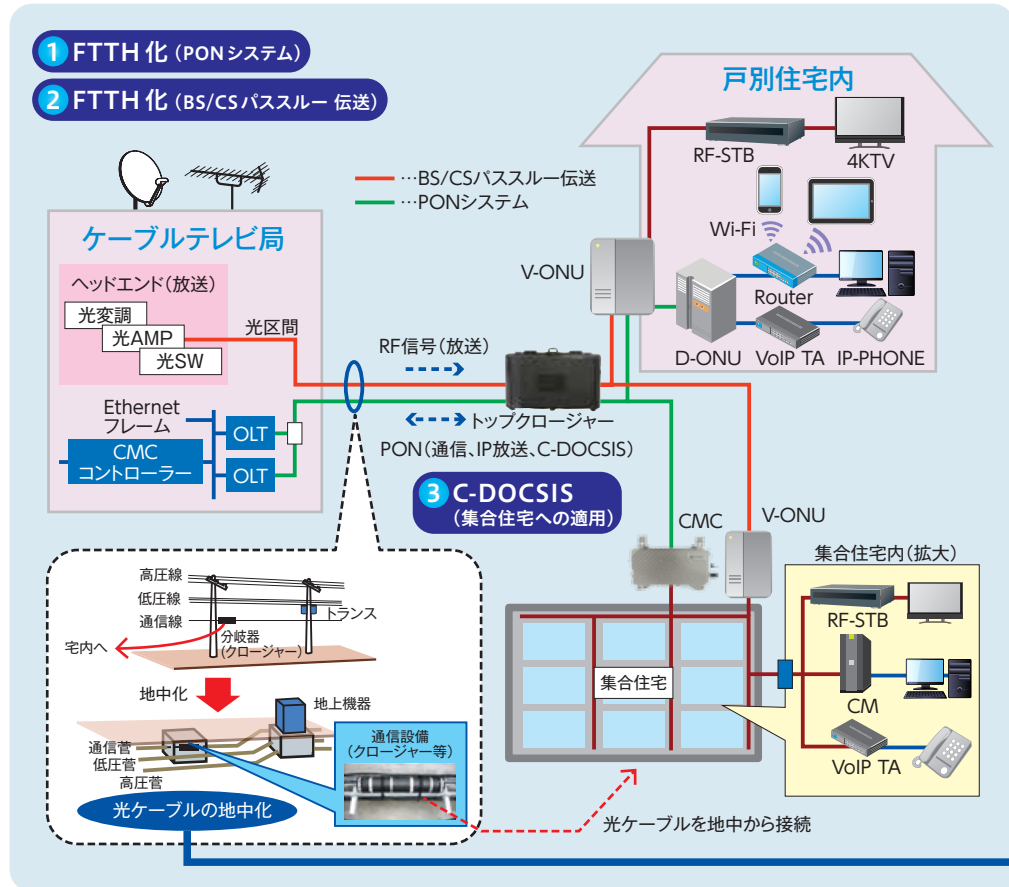 1 FTTH 化 (PONシステム)
2 FTTH 化 (BS/CS パススルー 伝送)
戸別住宅内
RF-STB
4KTV
Wi-Fi
V-ONU
Router
D-ONU
VoIP TA
IP-PHONE
…BS/CSパススルー伝送
…PONシステム
ケーブルテレビ局
ヘッドエンド(放送)
光変調
光AMP
光SW
光区間
RF信号(放送)
Ethernet
フレーム
CMC
コントローラー
OLT
OLT
トップクロージャー
PON(通信、IP放送、C-DOCSIS)
3 C-DOCSIS
(集合住宅への適用)
CMC
V-ONU
集合住宅内(拡大)
RF-STB
CM
VoIP TA
集合住宅
高圧線
低圧線
通信線
トランス
宅内へ
分岐器
(クロージャー)
地中化
地上機器
通信管
低圧管
高圧管
通信設備
(クロージャー等)
光ケーブルの地中化
光ケーブルを地中から接続